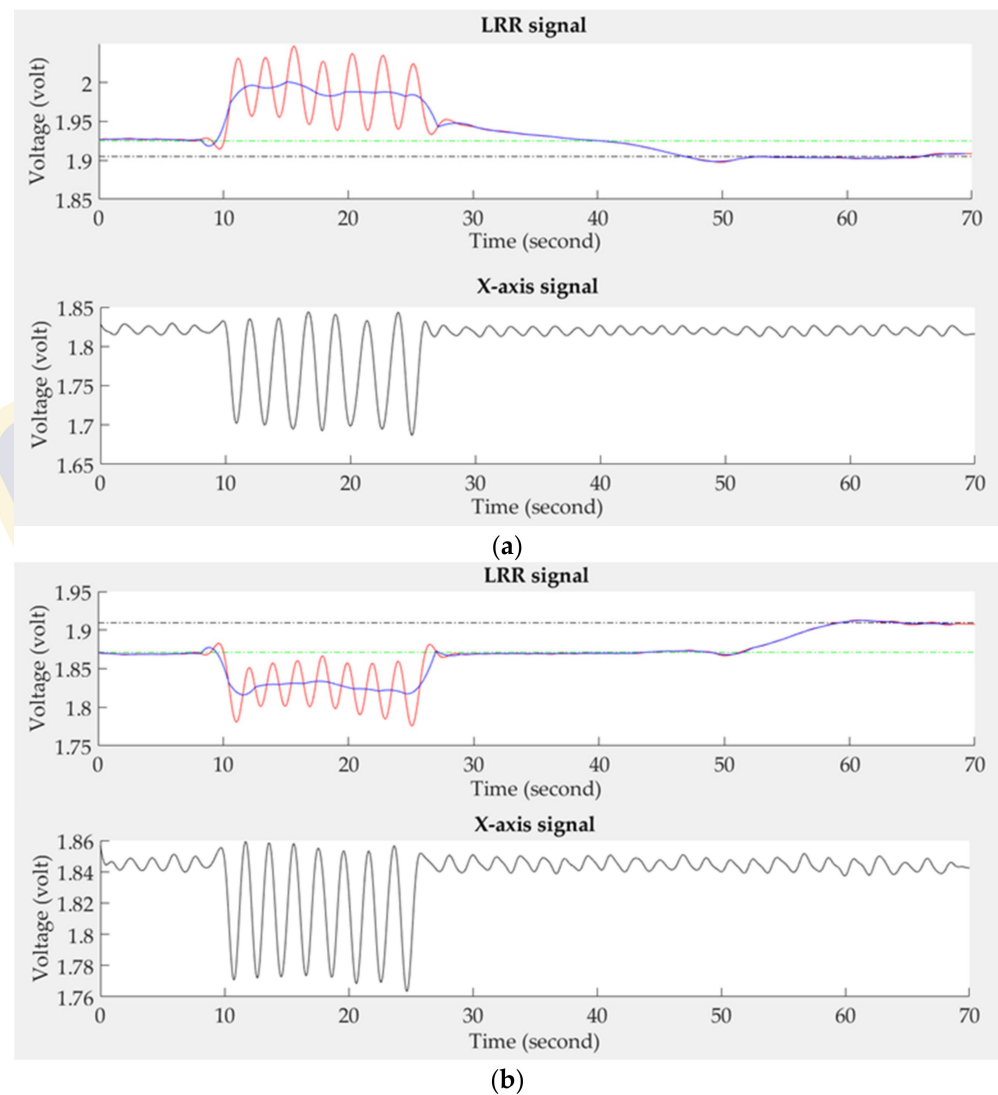 LRR signal
Voltage (volt)
2
1.95
1.9
1.85
0 10 20 30 40 50 60 70
Time (second)
X-axis signal
Voltage (volt)
1.85
1.8
1.75
1.7
1.65
0 10 20 30 40 50 60 70
Time (second)
(a)
LRR signal
Voltage (volt)
1.95
1.9
1.85
1.8
1.75
0 10 20 30 40 50 60 70
Time (second)
X-axis signal
Voltage (volt)
1.86
1.84
1.82
1.8
1.78
1.76
0 10 20 30 40 50 60 70
Time (second)
(b)